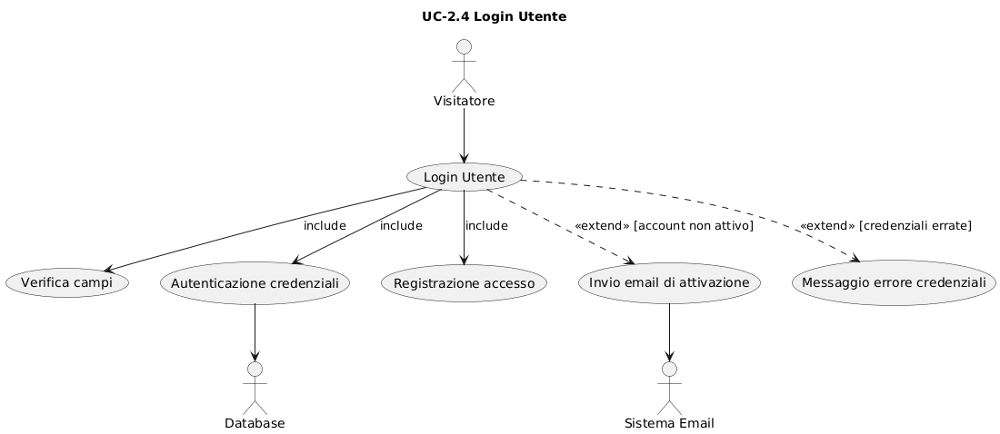 UC-2.4 Login Utente
Visitatore
Login Utente
include
include
include
«extend» [account non attivo]
«extend» [credenziali errate]
Verifica campi
Autenticazione credenziali
Registrazione accesso
Invio email di attivazione
Messaggio errore credenziali
Database
Sistema Email